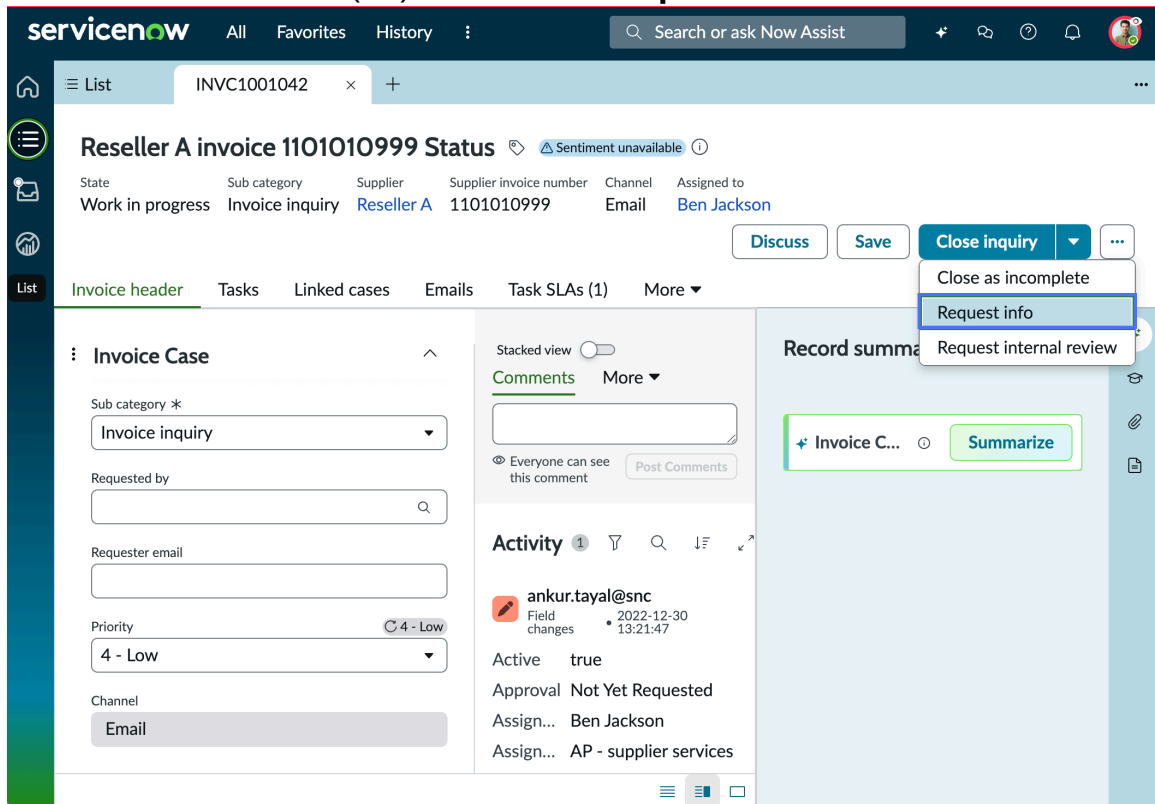 servicenow All Favorites History Search or ask Now Assist
List INVC1001042
Reseller A invoice 1101010999 Status Sentiment unavailable
State Sub category Supplier Supplier invoice number Channel Assigned to
Work in progress Invoice inquiry Reseller A 1101010999 Email Ben Jackson
Discuss Save Close inquiry
Close as incomplete
Request info
Request internal review
List
Invoice header Tasks Linked cases Emails Task SLAs (1) More
Invoice Case
Sub category
Invoice inquiry
Requested by
Requester email
Priority 4 - Low
4 - Low
Channel
Email
Stacked view
Comments More
Everyone can see
this comment
Post Comments
Activity 1
ankur.tayal@snc
Field
changes
• 2022-12-30
13:21:47
Active true
Approval Not Yet Requested
Assign... Ben Jackson
Assign... AP - supplier services
Record summa
Invoice C... Summarize